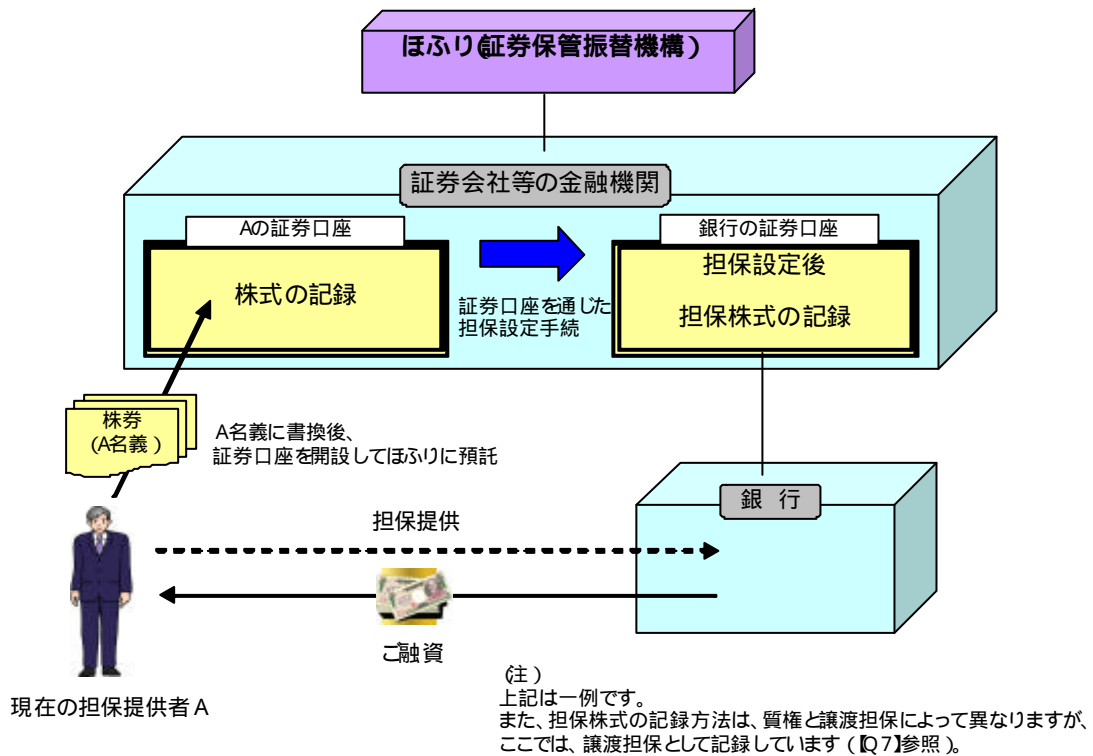 ほふり(証券保管振替機構)
証券会社等の金融機関
Aの証券口座
銀行の証券口座
株式の記録
証券口座を通じた
担保設定手続
担保設定後
担保株式の記録
株券
(A名義)
A名義に書換後、
証券口座を開設してほふりに預託
銀 行
担保提供
ご融資
現在の担保提供者A
(注)
上記は一例です。
また、担保株式の記録方法は、質権と譲渡担保によって異なりますが、
ここでは、譲渡担保として記録しています(【Q7】参照)。